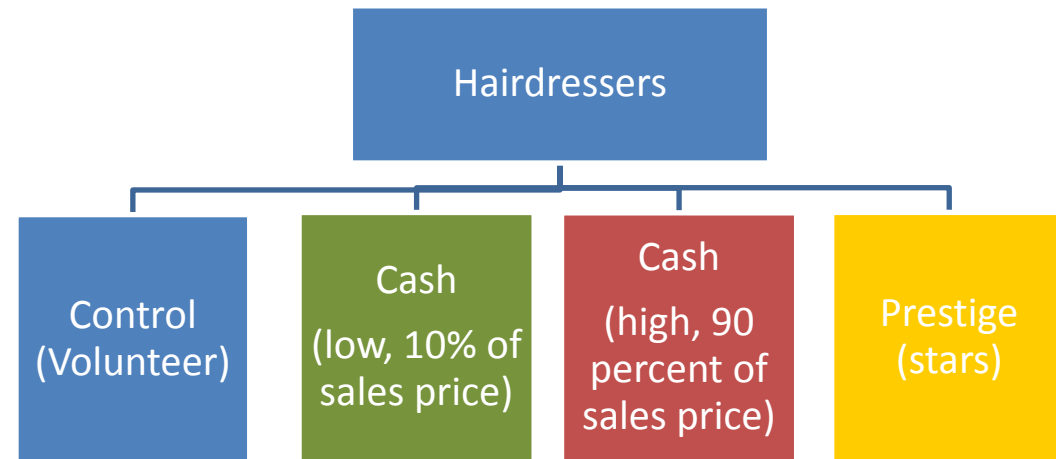 Hairdressers
Control
(Volunteer)
Cash
(low, 10% of
sales price)
Cash
(high, 90
percent of
sales price)
Prestige
(stars)